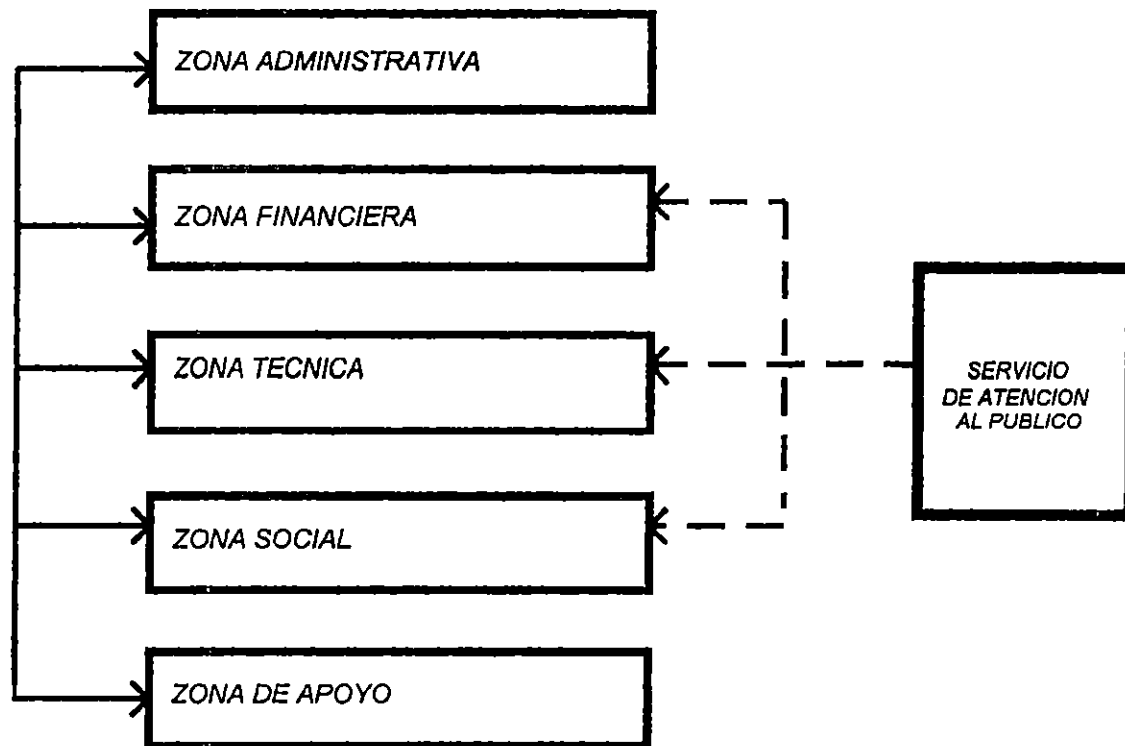 ZONA ADMINISTRATIVA
ZONA FINANCIERA
ZONA TECNICA
ZONA SOCIAL
ZONA DE APOYO
SERVICIO
DE ATENCION
AL PUBLICO